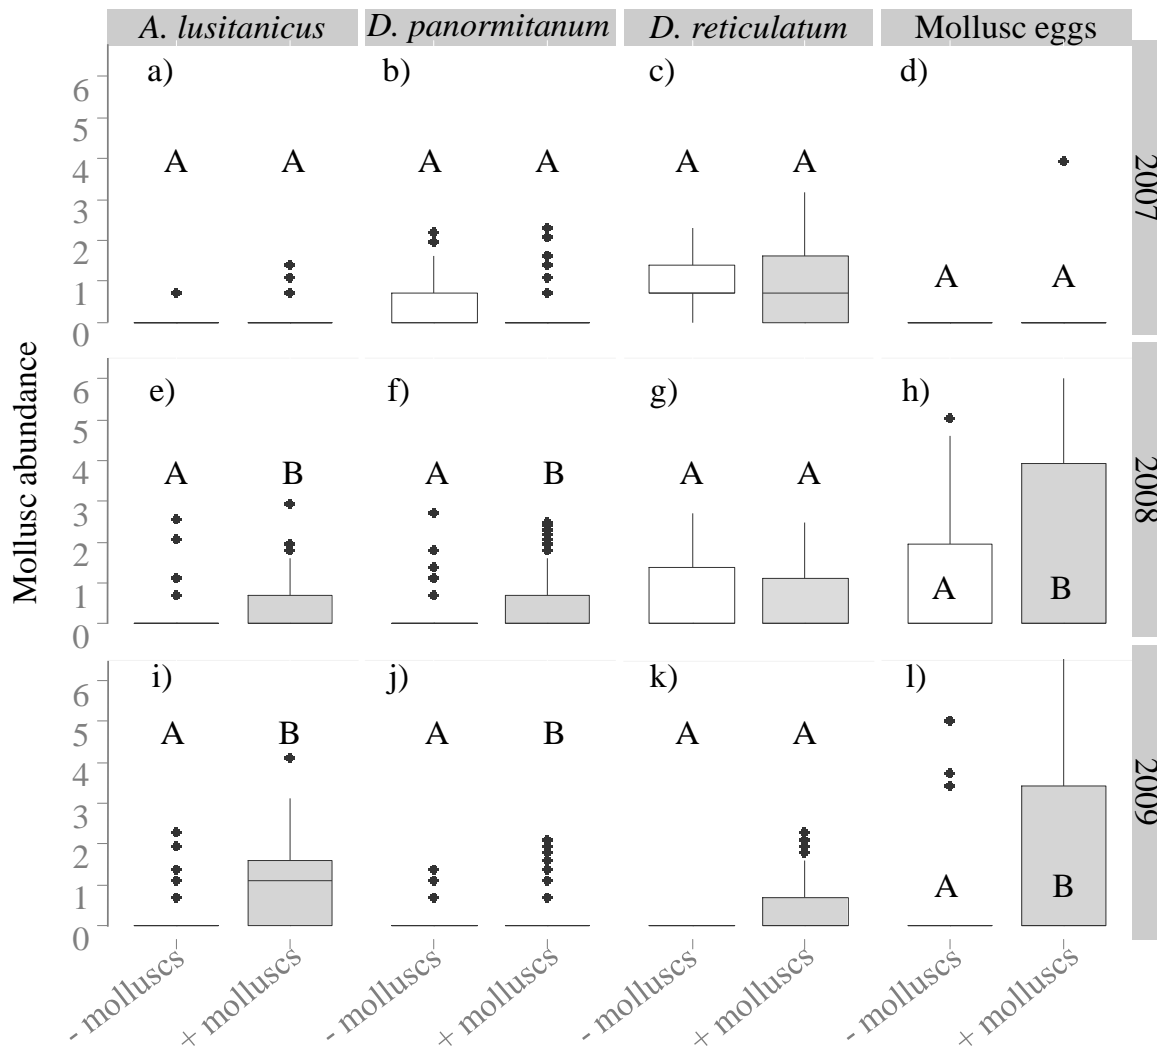 A. lusitanicus D. panormitanum D. reticulatum Mollusc eggs
a) b) c) d)
6
5
4
3
2
1
0
A A A A A A A A
2007
Mollusc abundance
e) f) g) h)
6
5
4
3
2
1
0
A B A B A A A B
2008
i) j) k) l)
6
5
4
3
2
1
0
A B A B A A A B
2009
- molluscs + molluscs - molluscs + molluscs - molluscs + molluscs - molluscs + molluscs